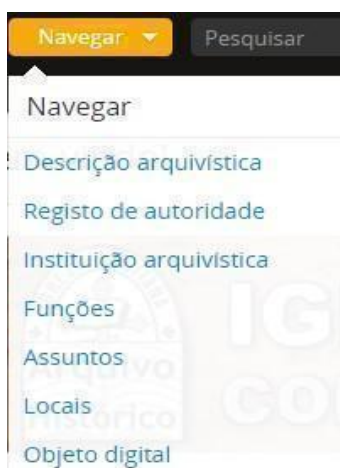 Navegar Pesquisar
Navegar
Descrição arquivística
Registo de autoridade
Instituição arquivística
Funções
Assuntos
Locais
Objeto digital